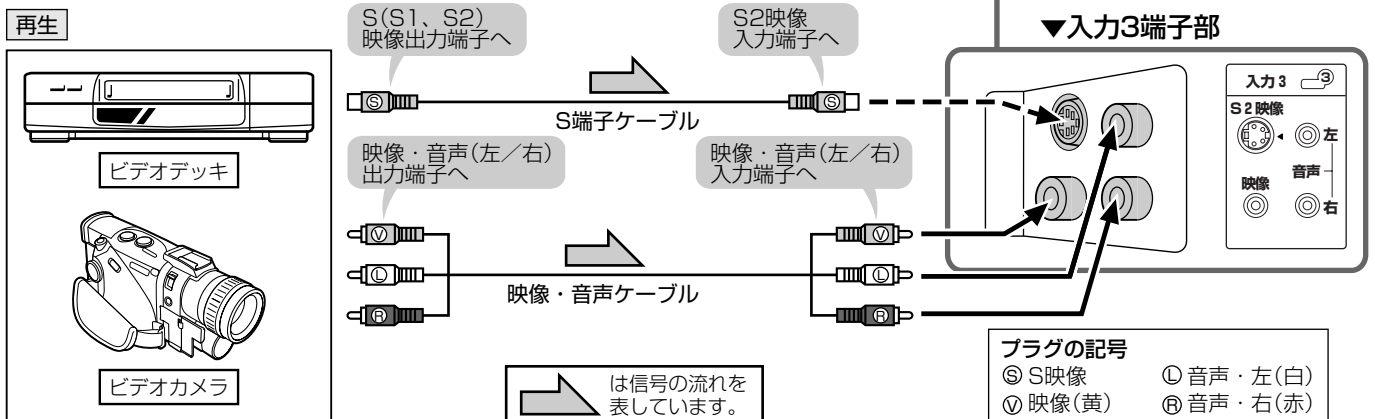 再生
S(S1、S2)
映像出力端子へ
S2映像
入力端子へ
▼入力3端子部
S
S
S端子ケーブル
入力3 3
S2映像
左
音声
映像
右
ビデオデッキ
映像・音声(左／右)
出力端子へ
映像・音声(左／右)
入力端子へ
V
V
L
L
R
R
映像・音声ケーブル
ビデオカメラ
は信号の流れを
表しています。
プラグの記号
Ⓢ S映像 Ⓛ 音声・左(白)
Ⓥ 映像(黄) Ⓡ 音声・右(赤)